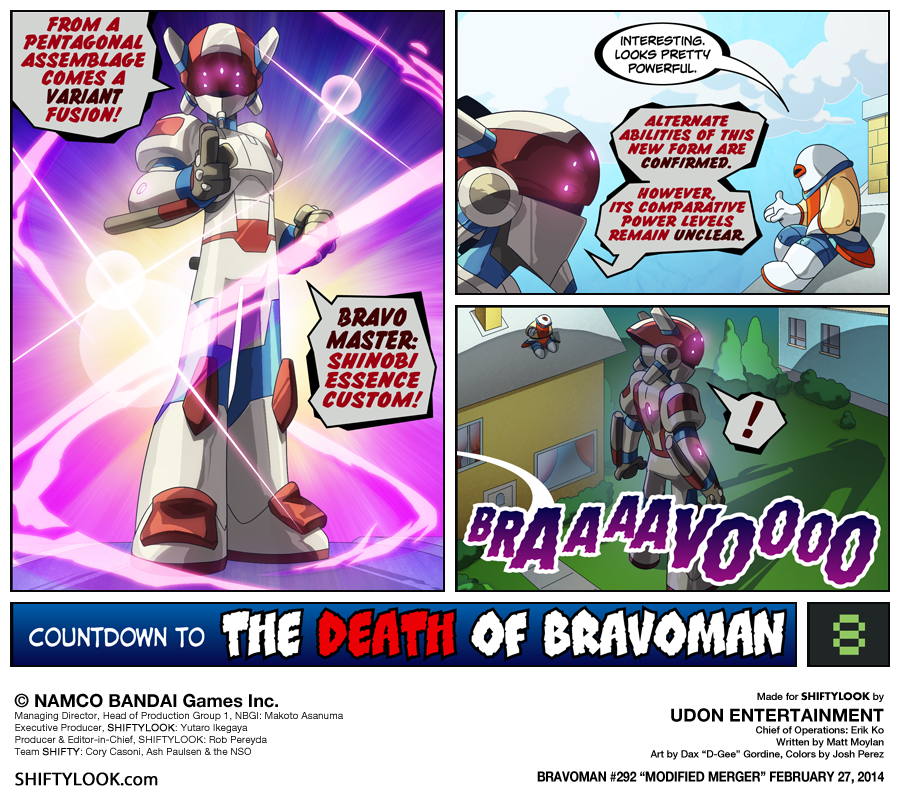 FROM A
PENTAGONAL
ASSEMBLAGE
COMES A
VARIANT
FUSION!
BRAVO
MASTER:
SHINOBI
ESSENCE
CUSTOM!
INTERESTING.
LOOKS PRETTY
POWERFUL.
ALTERNATE
ABILITIES OF THIS
NEW FORM ARE
CONFIRMED.
HOWEVER,
ITS COMPARATIVE
POWER LEVELS
REMAIN UNCLEAR.
!
BRAAAAVOOOO
COUNTDOWN TO THE DEATH OF BRAVOMAN
8
© NAMCO BANDAI Games Inc.
Managing Director, Head of Production Group 1, NBGI: Makoto Asanuma
Executive Producer, SHIFTYLOOK: Yutaro Ikegaya
Producer & Editor-in-Chief, SHIFTYLOOK: Rob Pereyda
Team SHIFTY: Cory Casoni, Ash Paulsen & the NSO
SHIFTYLOOK.com
Made for SHIFTYLOOK by
UDON ENTERTAINMENT
Chief of Operations: Erik Ko
Written by Matt Moylan
Art by Dax “D-Gee” Gordine, Colors by Josh Perez
BRAVOMAN #292 “MODIFIED MERGER” FEBRUARY 27, 2014